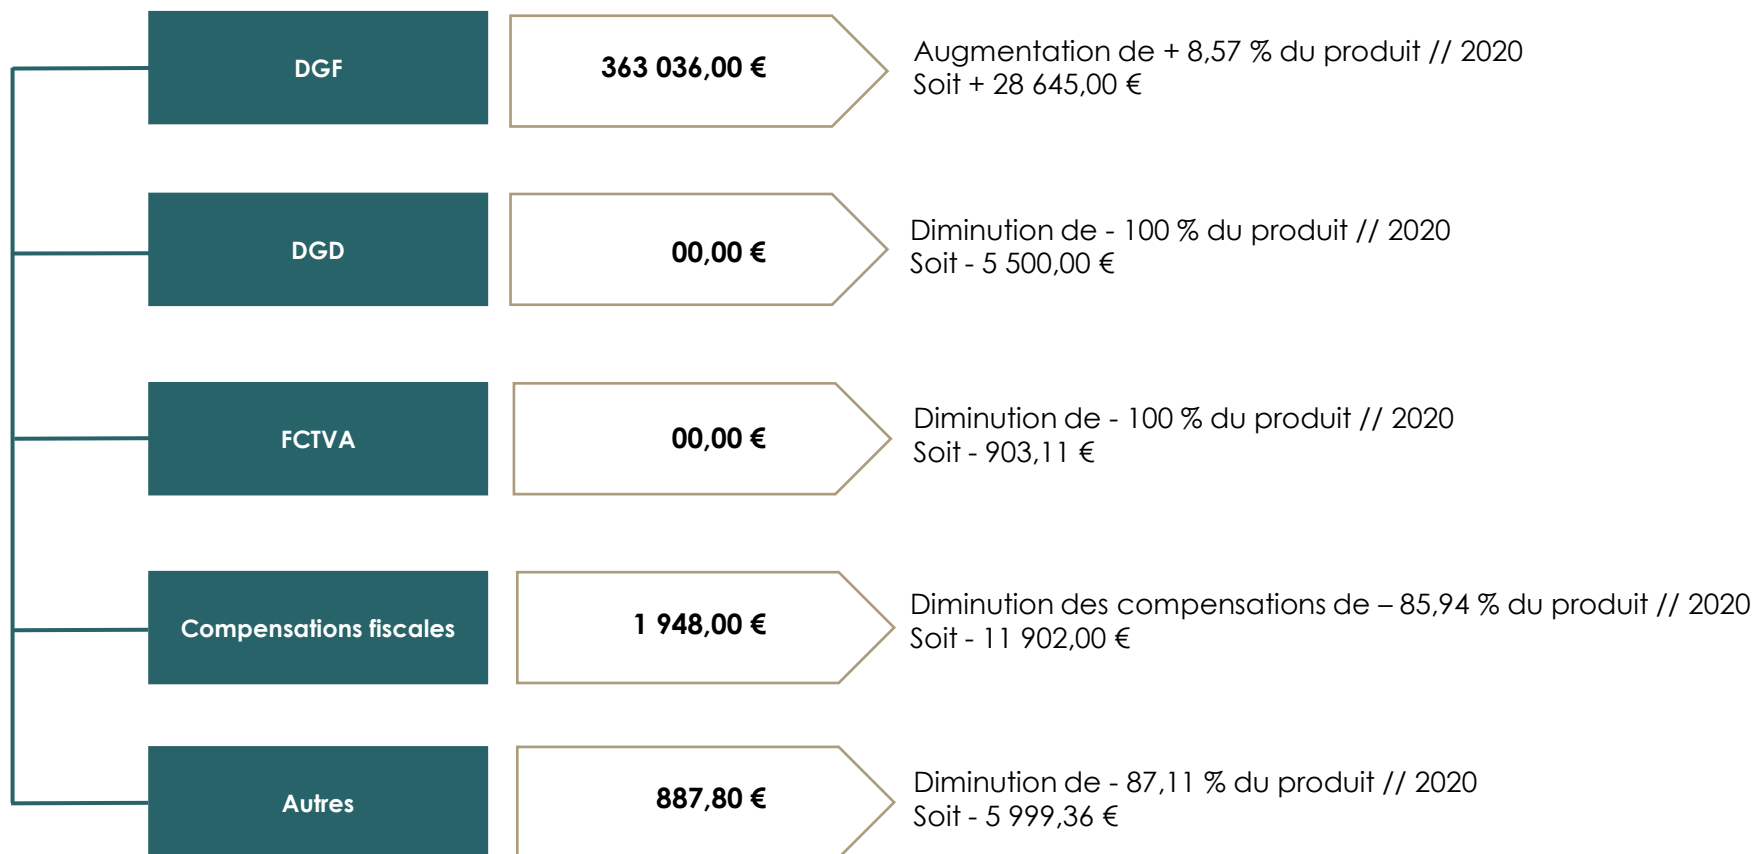 DGF
363 036,00 €
Augmentation de + 8,57 % du produit // 2020
Soit + 28 645,00 €
DGD
00,00 €
Diminution de - 100 % du produit // 2020
Soit - 5 500,00 €
FCTVA
00,00 €
Diminution de - 100 % du produit // 2020
Soit - 903,11 €
Compensations fiscales
1 948,00 €
Diminution des compensations de – 85,94 % du produit // 2020
Soit - 11 902,00 €
Autres
887,80 €
Diminution de - 87,11 % du produit // 2020
Soit - 5 999,36 €